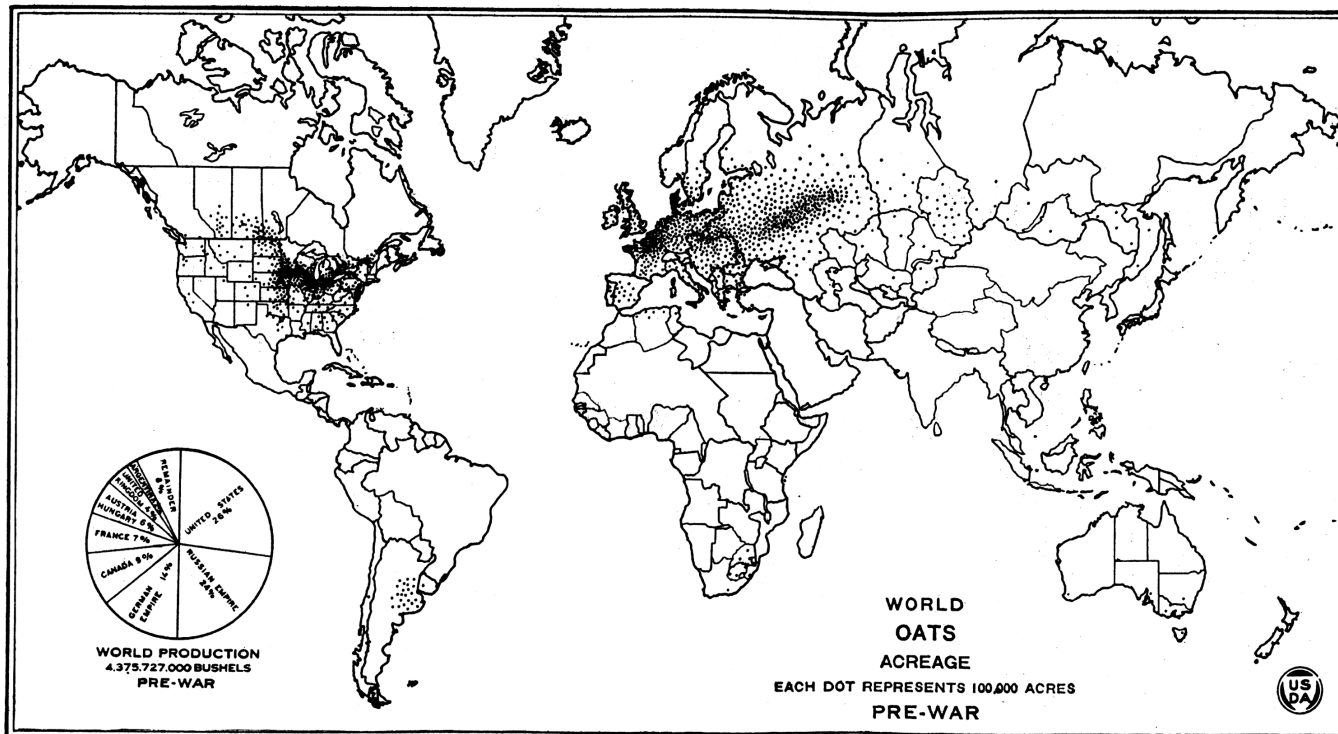 WORLD
OATS
ACREAGE
EACH DOT REPRESENTS 100,000 ACRES
PRE-WAR
UNITED STATES
26%
RUSSIAN EMPIRE
24%
GERMAN
EMPIRE 14%
CANADA 9%
FRANCE 7%
AUSTRIA
HUNGARY 6%
UNITED
KINGDOM 4%
ARGENTINA
REMAINDER
8%
WORLD PRODUCTION
4.375.727.000 BUSHELS
PRE-WAR
US
DA